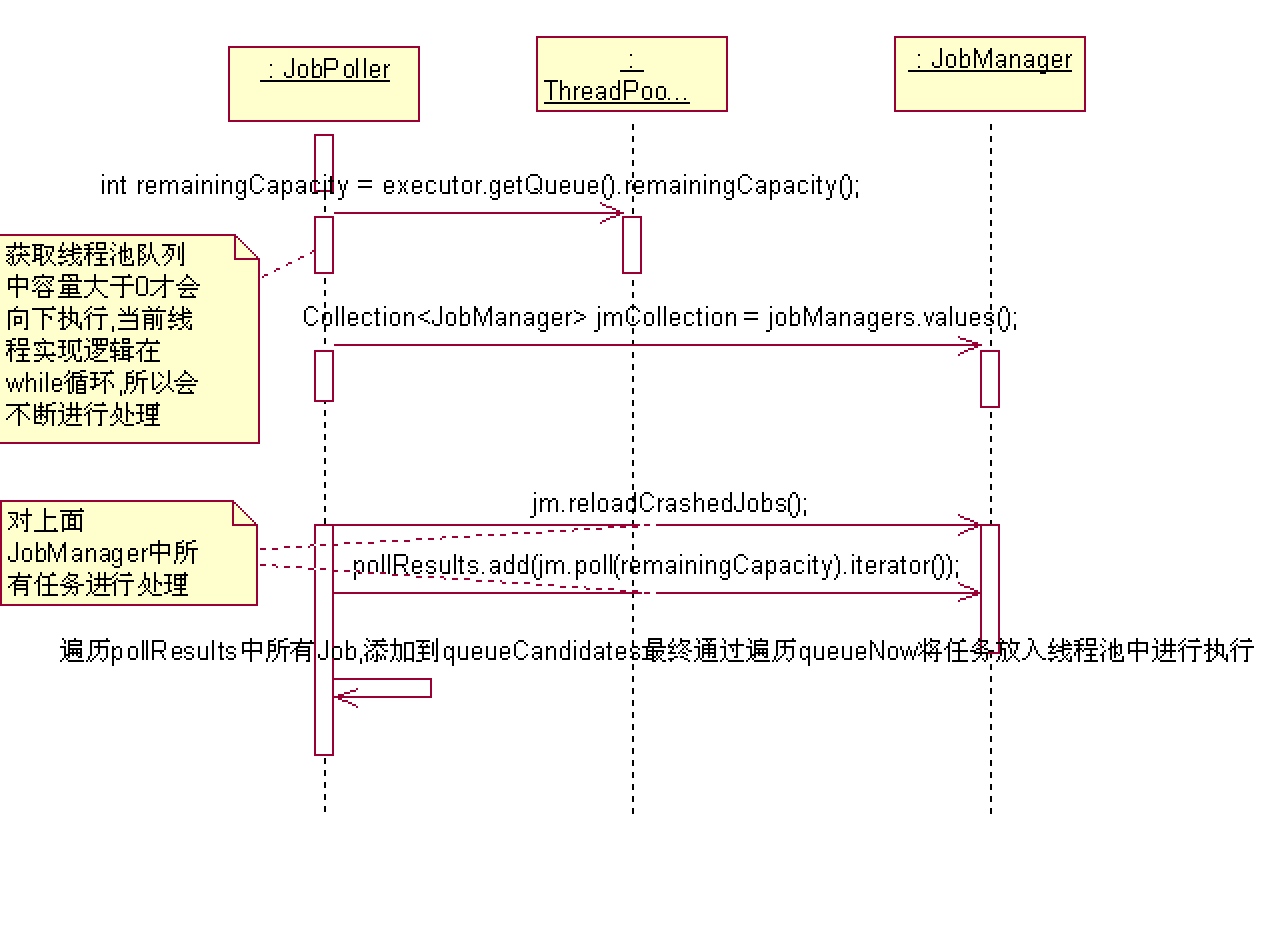 : JobPoller
:
ThreadPoo...
: JobManager
int remainingCapacity = executor.getQueue().remainingCapacity();
获取线程池队列
中容量大于0才会
向下执行,当前线
程实现逻辑在
while循环,所以会
不断进行处理
Collection<JobManager> jmCollection = jobManagers.values();
jm.reloadCrashedJobs();
对上面
JobManager中所
有任务进行处理
pollResults.add(jm.poll(remainingCapacity).iterator());
遍历pollResults中所有Job,添加到queueCandidates最终通过遍历queueNow将任务放入线程池中进行执行